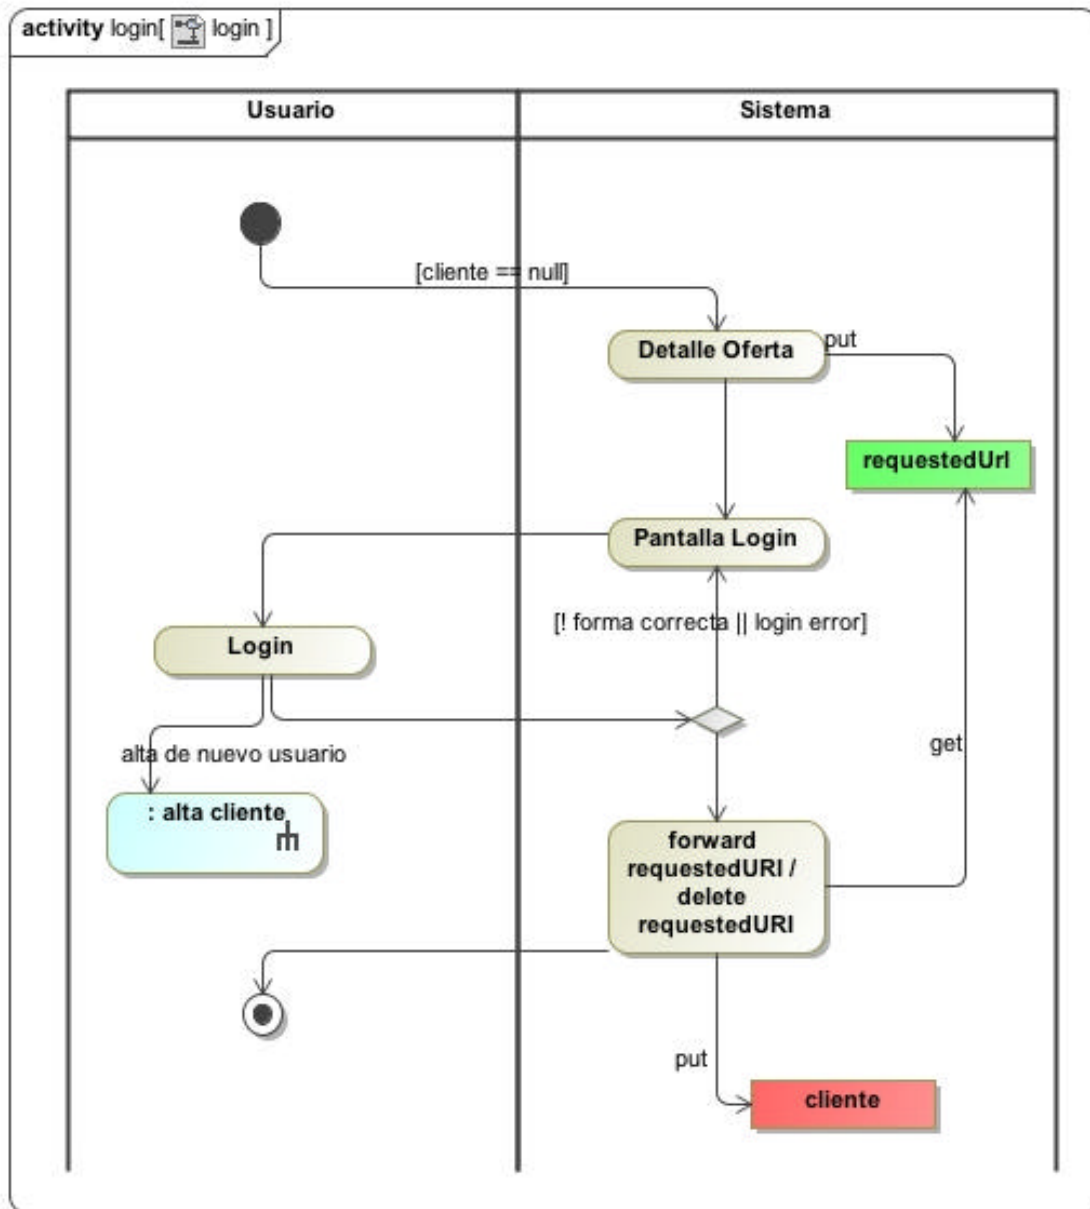 activity login[ login ]
Usuario
Sistema
[cliente == null]
Detalle Oferta
put
requestedUrl
Pantalla Login
[! forma correcta || login error]
Login
get
alta de nuevo usuario
: alta cliente
forward
requestedURI /
delete
requestedURI
put
cliente